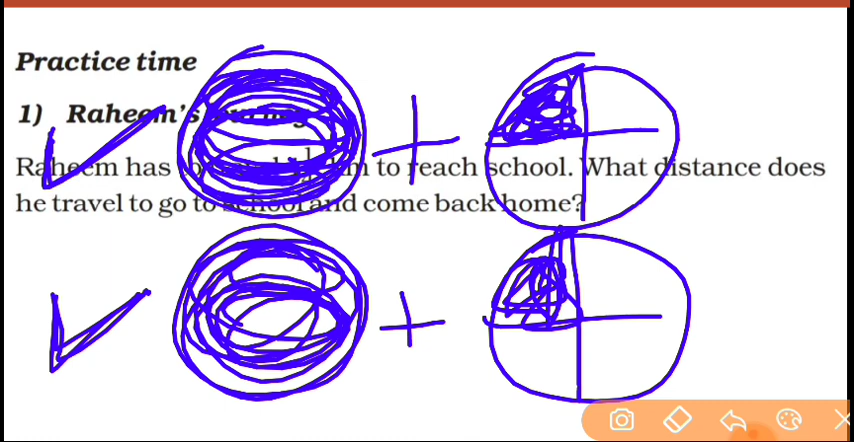 Practice time
1) Raheem's
Raheem has to reach school. What distance does
he travel to go to school and come back home?